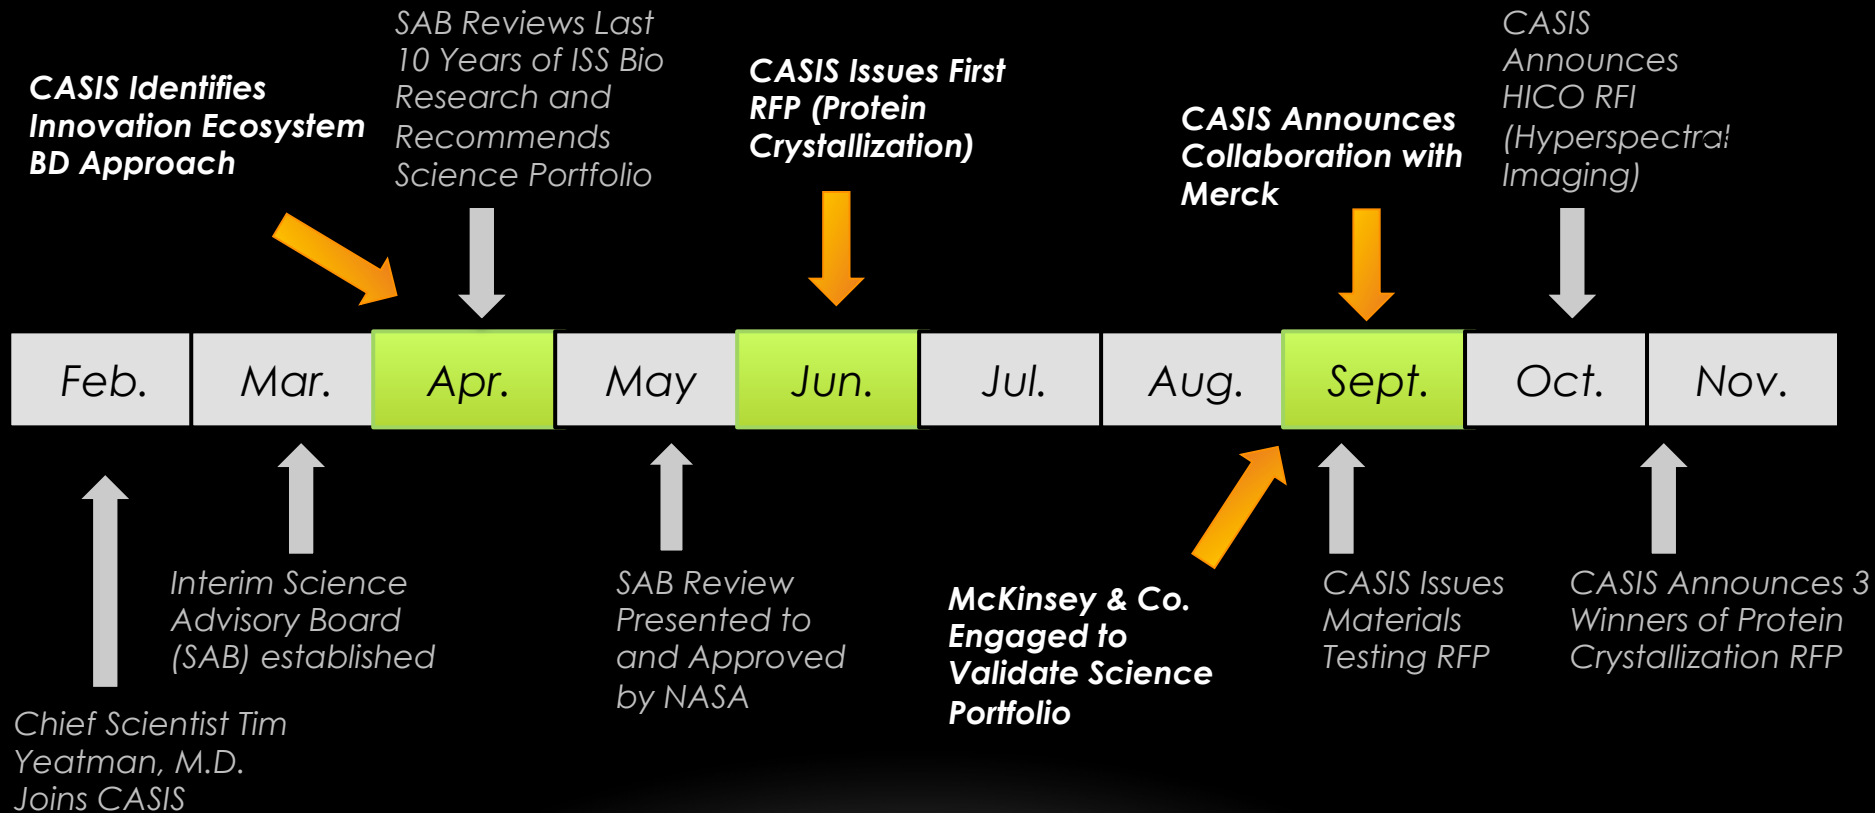 CASIS Identifies
Innovation Ecosystem
BD Approach
SAB Reviews Last
10 Years of ISS Bio
Research and
Recommends
Science Portfolio
CASIS Issues First
RFP (Protein
Crystallization)
CASIS Announces
Collaboration with
Merck
CASIS
Announces
HICO RFI
(Hyperspectral
Imaging)
Feb.
Mar.
Apr.
May
Jun.
Jul.
Aug.
Sept.
Oct.
Nov.
Chief Scientist Tim
Yeatman, M.D.
Joins CASIS
Interim Science
Advisory Board
(SAB) established
SAB Review
Presented to
and Approved
by NASA
McKinsey & Co.
Engaged to
Validate Science
Portfolio
CASIS Issues
Materials
Testing RFP
CASIS Announces 3
Winners of Protein
Crystallization RFP